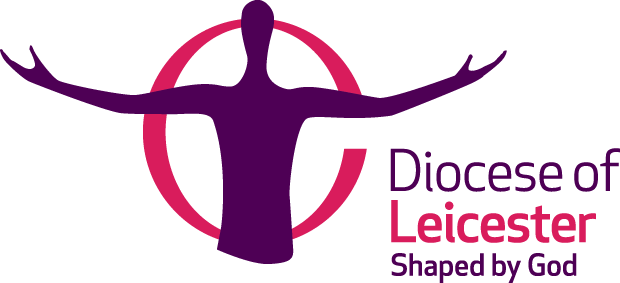 Diocese of
Leicester
Shaped by God